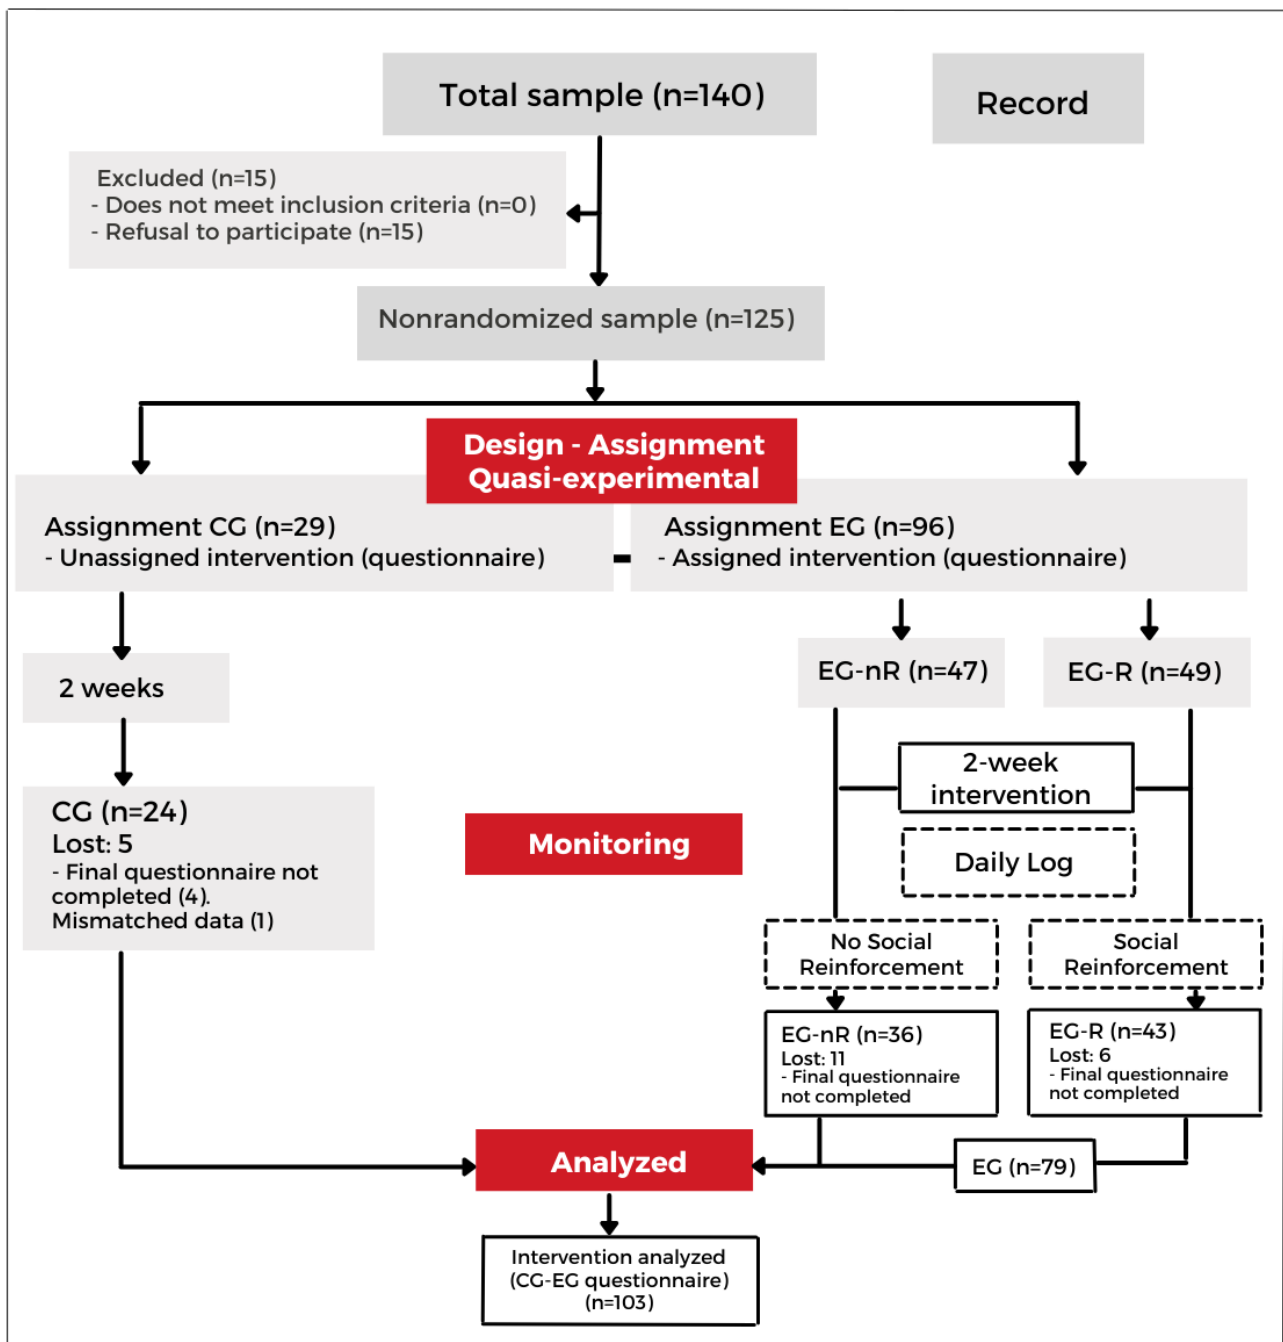 Total sample (n=140)
Record
Excluded (n=15)
- Does not meet inclusion criteria (n=0)
- Refusal to participate (n=15)
Nonrandomized sample (n=125)
Design - Assignment
Quasi-experimental
Assignment CG (n=29)
- Unassigned intervention (questionnaire)
Assignment EG (n=96)
- Assigned intervention (questionnaire)
2 weeks
EG-nR (n=47)
EG-R (n=49)
2-week
intervention
CG (n=24)
Lost: 5
- Final questionnaire not
completed (4).
Mismatched data (1)
Monitoring
Daily Log
No Social
Reinforcement
Social
Reinforcement
EG-nR (n=36)
Lost: 11
- Final questionnaire
not completed
EG-R (n=43)
Lost: 6
- Final questionnaire
not completed
Analyzed
EG (n=79)
Intervention analyzed
(CG-EG questionnaire)
(n=103)